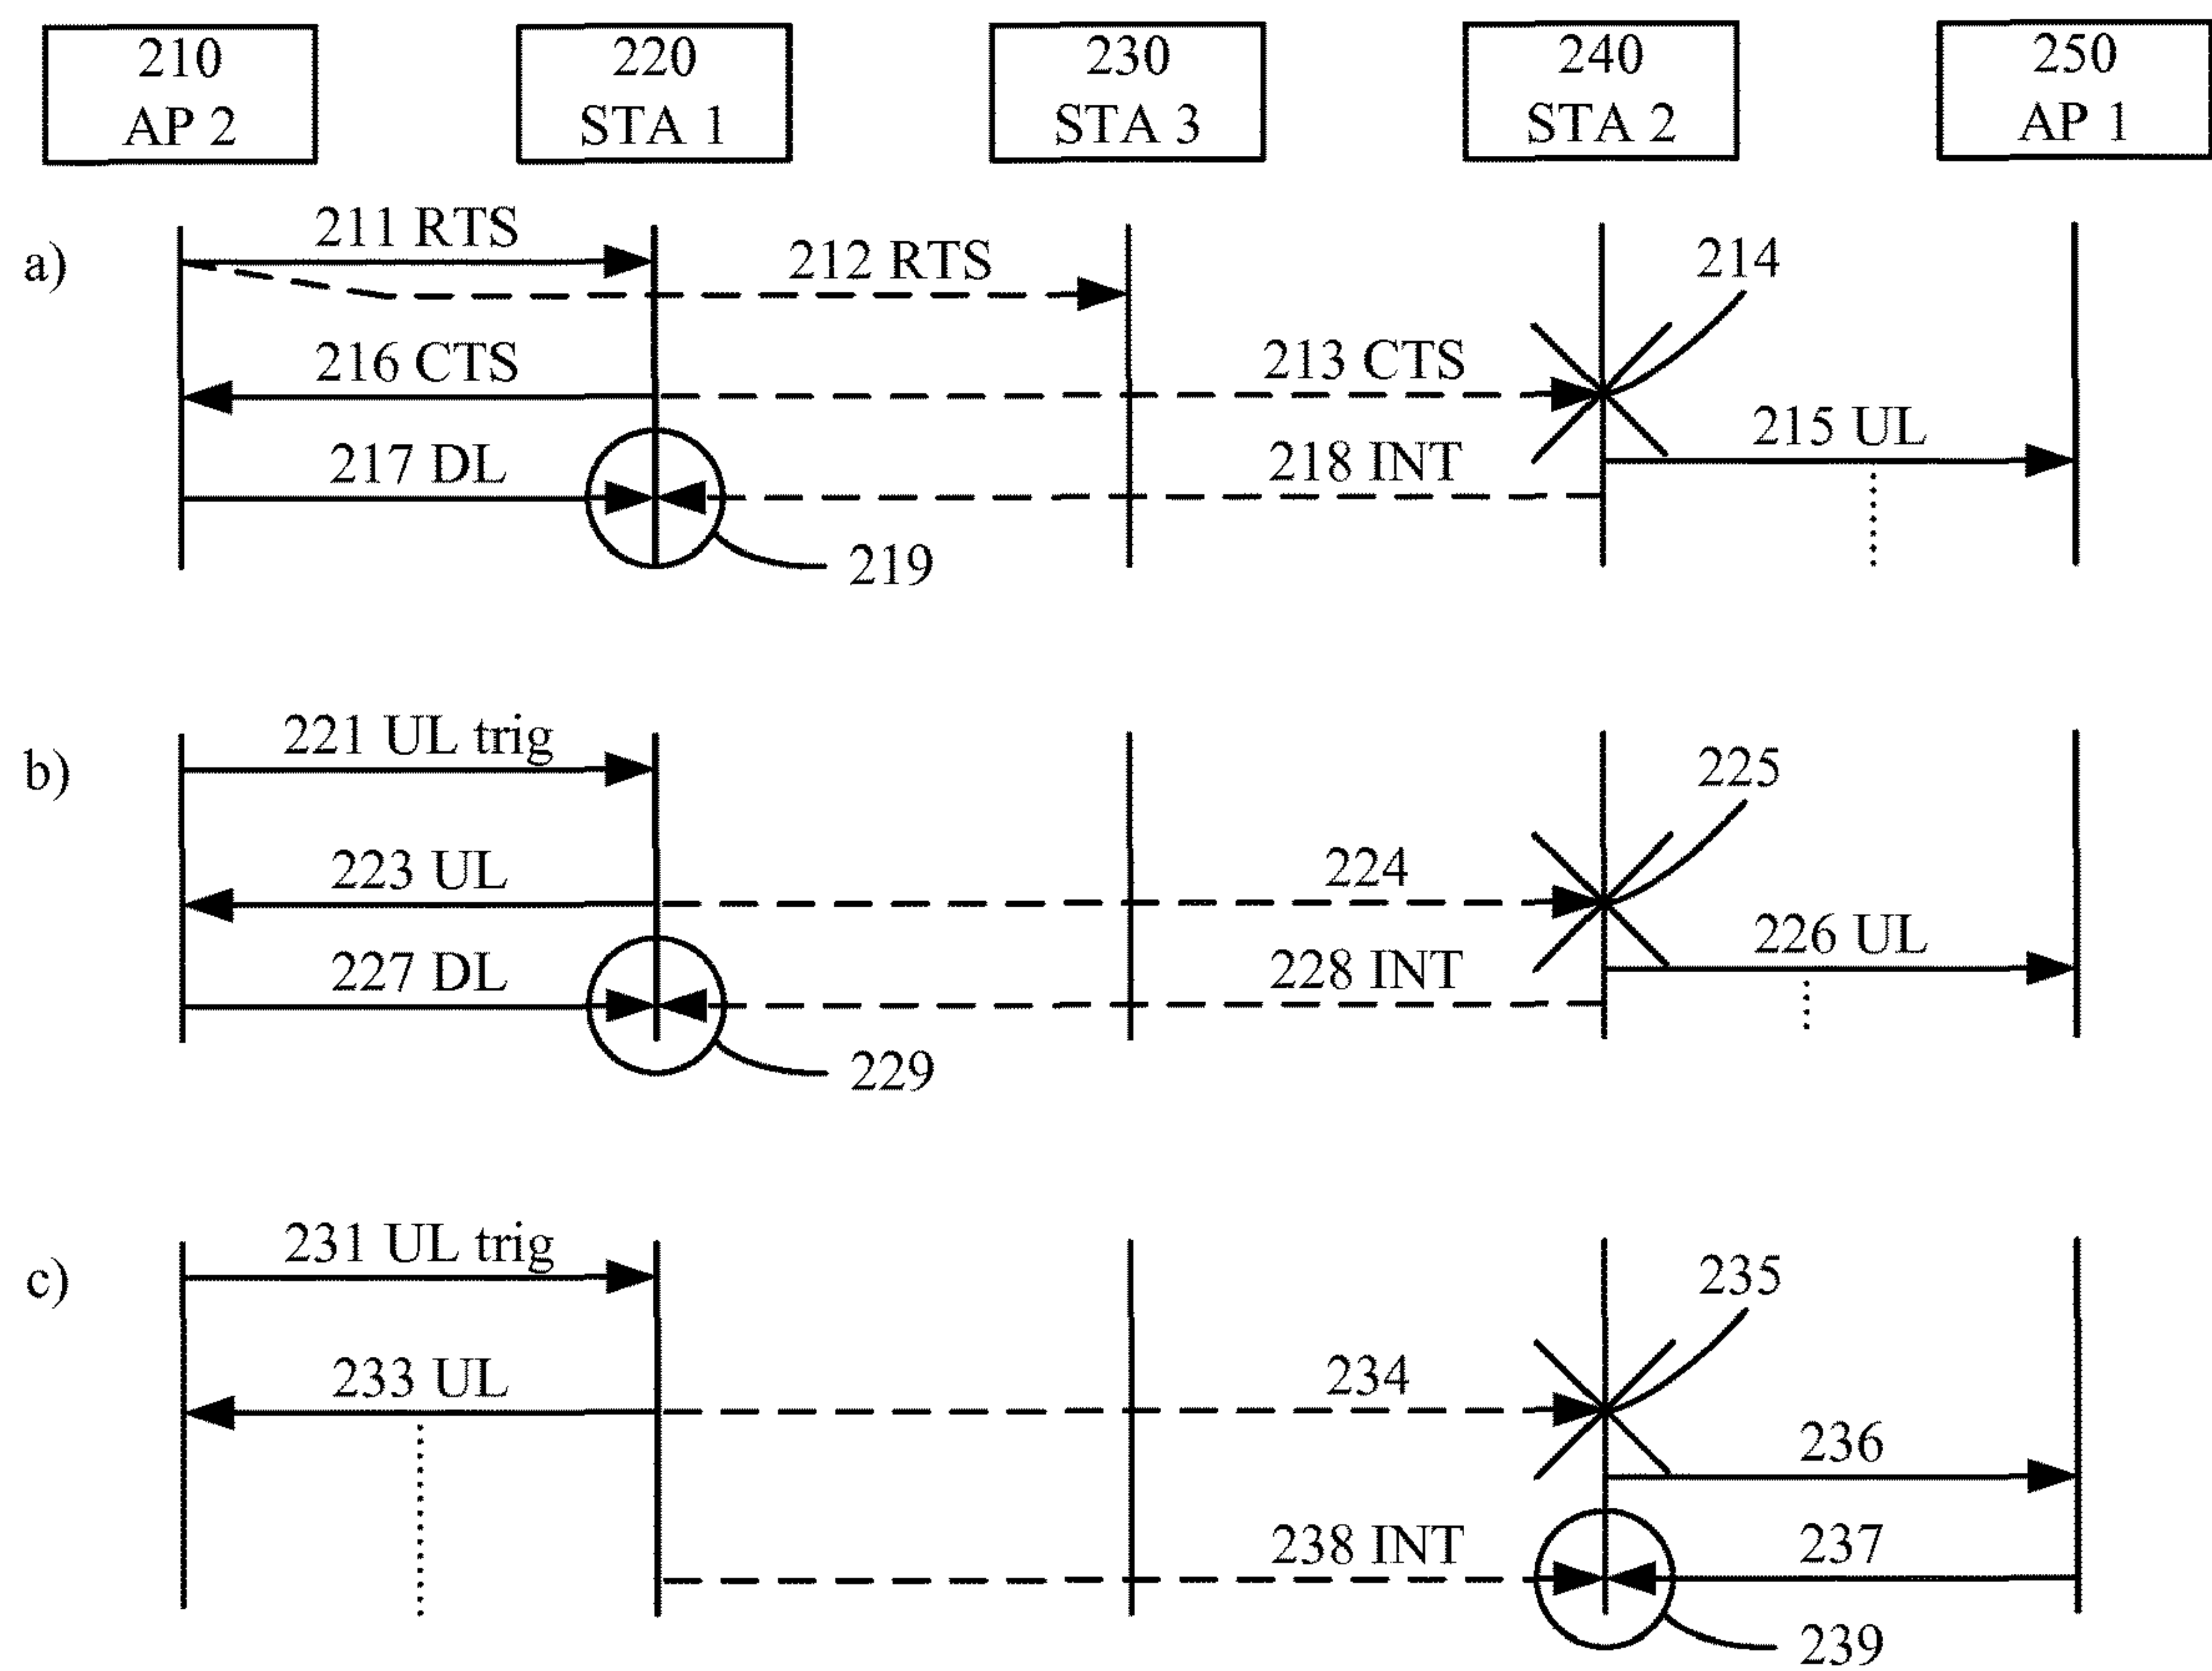 210 220 230 240 250
AP 2 STA 1 STA 3 STA 2 AP 1
a) 211 RTS 212 RTS 214
216 CTS 213 CTS
215 UL
217 DL 218 INT
219
b) 221 UL trig 225
223 UL 224
226 UL
227 DL 228 INT
229
c) 231 UL trig 235
233 UL 234
236
238 INT 237
239